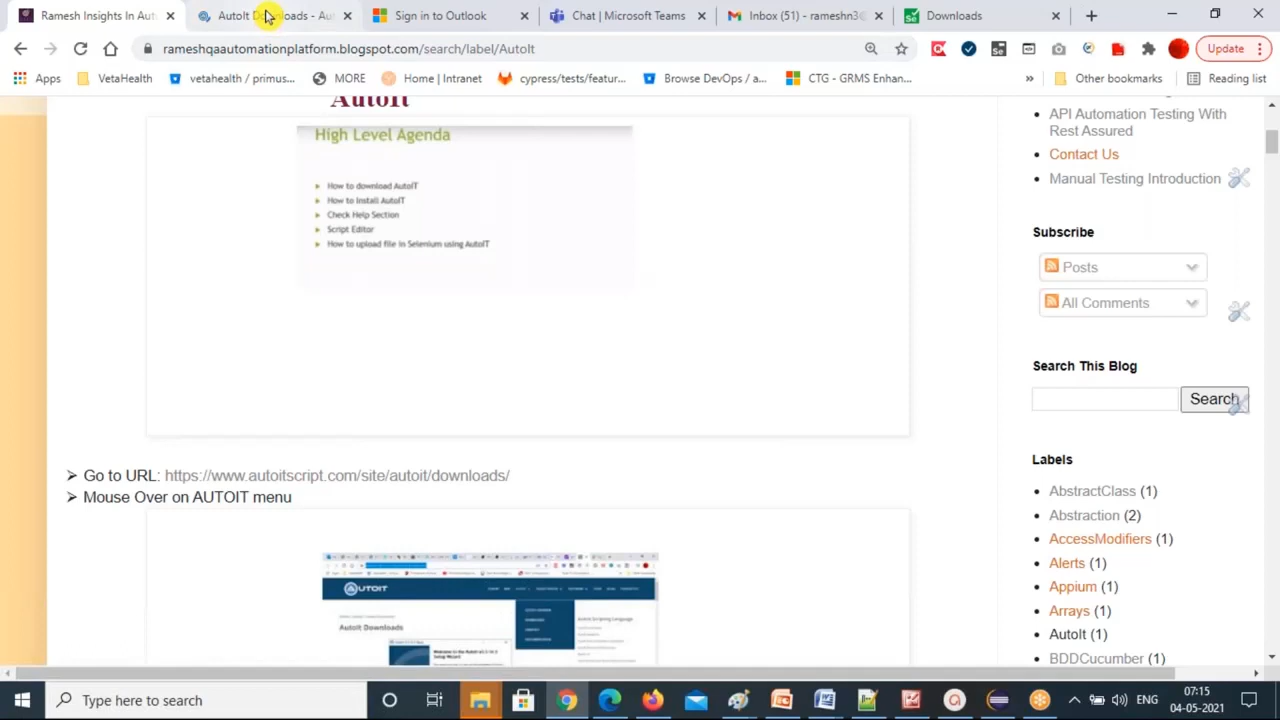 Ramesh Insights In Aut
AutoIt Downloads - Aut
Sign in to Outlook
Chat | Microsoft Teams
Inbox (51) - rameshn3@
Downloads
rameshqaautomationplatform.blogspot.com/search/label/AutoIt
Update
Apps
VetaHealth
vetahealth / primus...
MORE
Home | Intranet
cypress/tests/featur...
Browse DevOps / a...
CTG - GRMS Enhan...
»
Other bookmarks
Reading list
AutoIt
High Level Agenda
How to download AutoIT
How to Install AutoIT
Check Help Section
Script Editor
How to upload file in Selenium using AutoIT
Go to URL: https://www.autoitscript.com/site/autoit/downloads/
Mouse Over on AUTOIT menu
AUTOIT
AutoIt Downloads
API Automation Testing With
Rest Assured
Contact Us
Manual Testing Introduction
Subscribe
Posts
All Comments
Search This Blog
Search
Labels
AbstractClass (1)
Abstraction (2)
AccessModifiers (1)
Alerts (1)
Appium (1)
Arrays (1)
AutoIt (1)
BDDCucumber (1)
Type here to search
ENG
07:15
04-05-2021